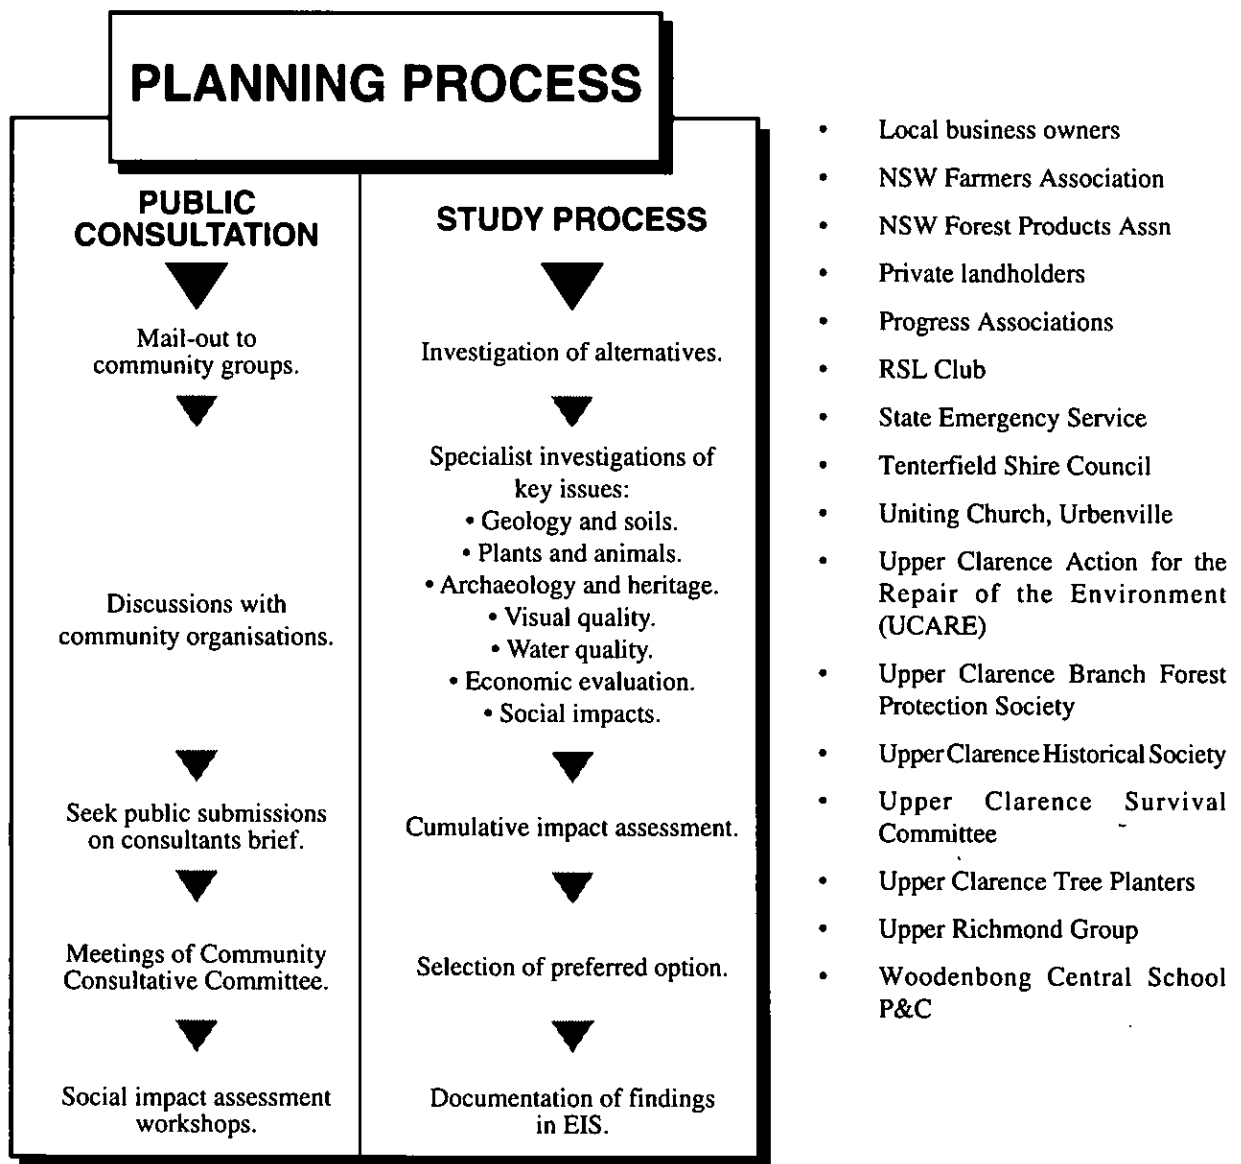 PLANNING PROCESS
PUBLIC
CONSULTATION
Mail-out to
community groups.
Discussions with
community organisations.
Seek public submissions
on consultants brief.
Meetings of Community
Consultative Committee.
Social impact assessment
workshops.
STUDY PROCESS
Investigation of alternatives.
Specialist investigations of
key issues:
• Geology and soils.
• Plants and animals.
• Archaeology and heritage.
• Visual quality.
• Water quality.
• Economic evaluation.
• Social impacts.
Cumulative impact assessment.
Selection of preferred option.
Documentation of findings
in EIS.
• Local business owners
• NSW Farmers Association
• NSW Forest Products Assn
• Private landholders
• Progress Associations
• RSL Club
• State Emergency Service
• Tenterfield Shire Council
• Uniting Church, Urbenville
• Upper Clarence Action for the
Repair of the Environment
(UCARE)
• Upper Clarence Branch Forest
Protection Society
• Upper Clarence Historical Society
• Upper Clarence Survival
Committee
• Upper Clarence Tree Planters
• Upper Richmond Group
• Woodenbong Central School
P&C